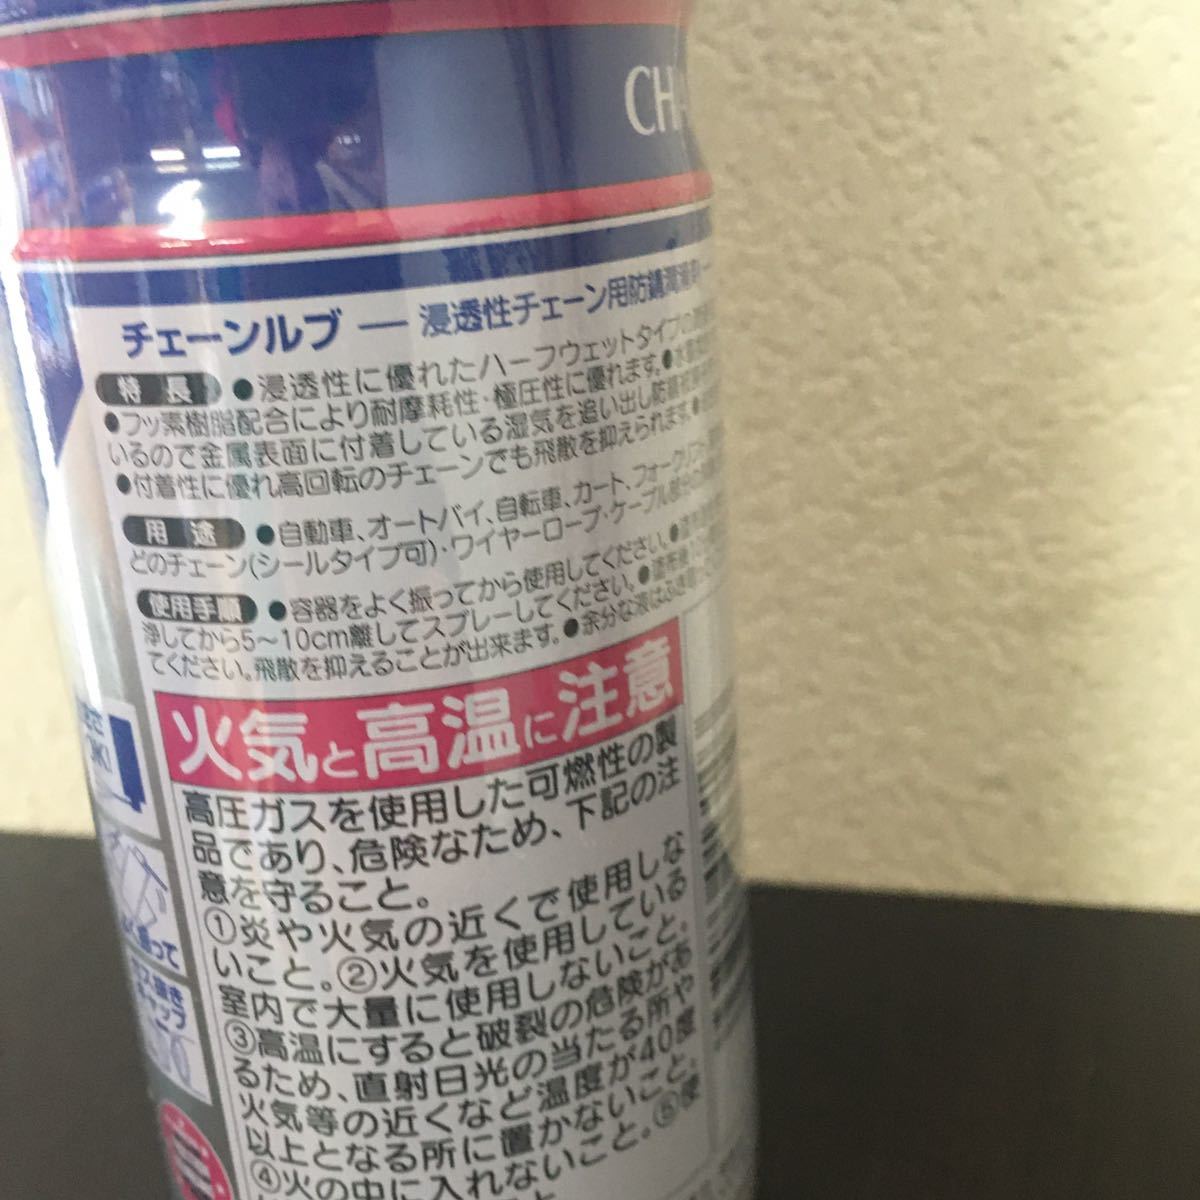 CH
チェーンルブ ― 浸透性チェーン用防錆潤滑剤―
特長 ●浸透性に優れたハーフウェットタイプの
●フッ素樹脂配合により耐摩耗性・極圧性に優れます。●水
いるので金属表面に付着している湿気を追い出し防錆
●付着性に優れ高回転のチェーンでも飛散を抑えられます。
用途 ●自動車、オートバイ、自転車、カート、フォークリフ
どのチェーン(シールタイプ可)・ワイヤーロープ・ケーブル
使用手順 ●容器をよく振ってから使用してください。●
浄してから5～10cm離してスプレーしてください。●
てください。飛散を抑えることが出来ます。●余分な液はふき
火気と高温に注意
高圧ガスを使用した可燃性の製
品であり、危険なため、下記の注
意を守ること。
①炎や火気の近くで使用しな
いこと。②火気を使用している
室内で大量に使用しないこと。
③高温にすると破裂の危険があ
るため、直射日光の当たる所や
火気等の近くなど温度が40度
以上となる所に置かないこと。
④火の中に入れないこと。⑤使
く振って
ス抜き
キャップ